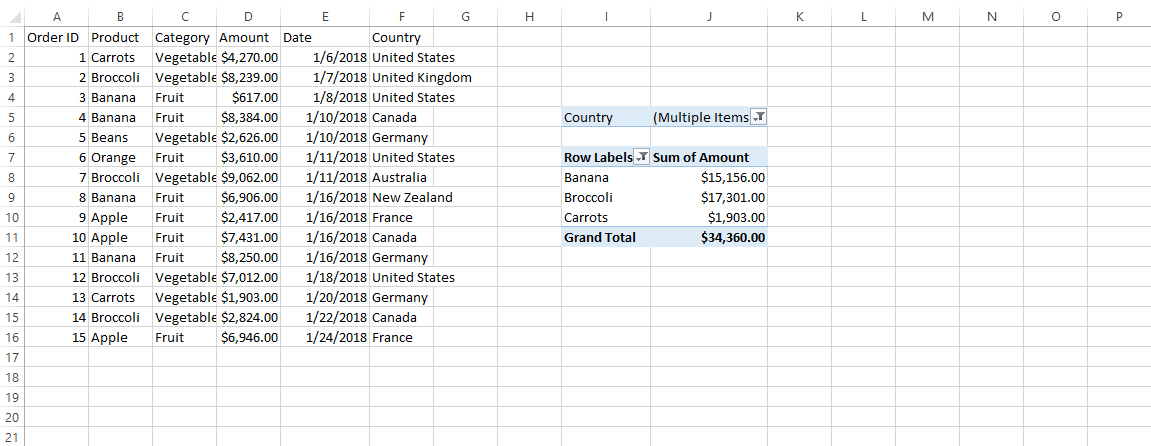 A B C D E F G H I J K L M N O P
1 Order ID Product Category Amount Date Country
2 1 Carrots Vegetable $4,270.00 1/6/2018 United States
3 2 Broccoli Vegetable $8,239.00 1/7/2018 United Kingdom
4 3 Banana Fruit $617.00 1/8/2018 United States
5 4 Banana Fruit $8,384.00 1/10/2018 Canada Country (Multiple Items
6 5 Beans Vegetable $2,626.00 1/10/2018 Germany
7 6 Orange Fruit $3,610.00 1/11/2018 United States Row Labels Sum of Amount
8 7 Broccoli Vegetable $9,062.00 1/11/2018 Australia Banana $15,156.00
9 8 Banana Fruit $6,906.00 1/16/2018 New Zealand Broccoli $17,301.00
10 9 Apple Fruit $2,417.00 1/16/2018 France Carrots $1,903.00
11 10 Apple Fruit $7,431.00 1/16/2018 Canada Grand Total $34,360.00
12 11 Banana Fruit $8,250.00 1/16/2018 Germany
13 12 Broccoli Vegetable $7,012.00 1/18/2018 United States
14 13 Carrots Vegetable $1,903.00 1/20/2018 Germany
15 14 Broccoli Vegetable $2,824.00 1/22/2018 Canada
16 15 Apple Fruit $6,946.00 1/24/2018 France
17
18
19
20
21